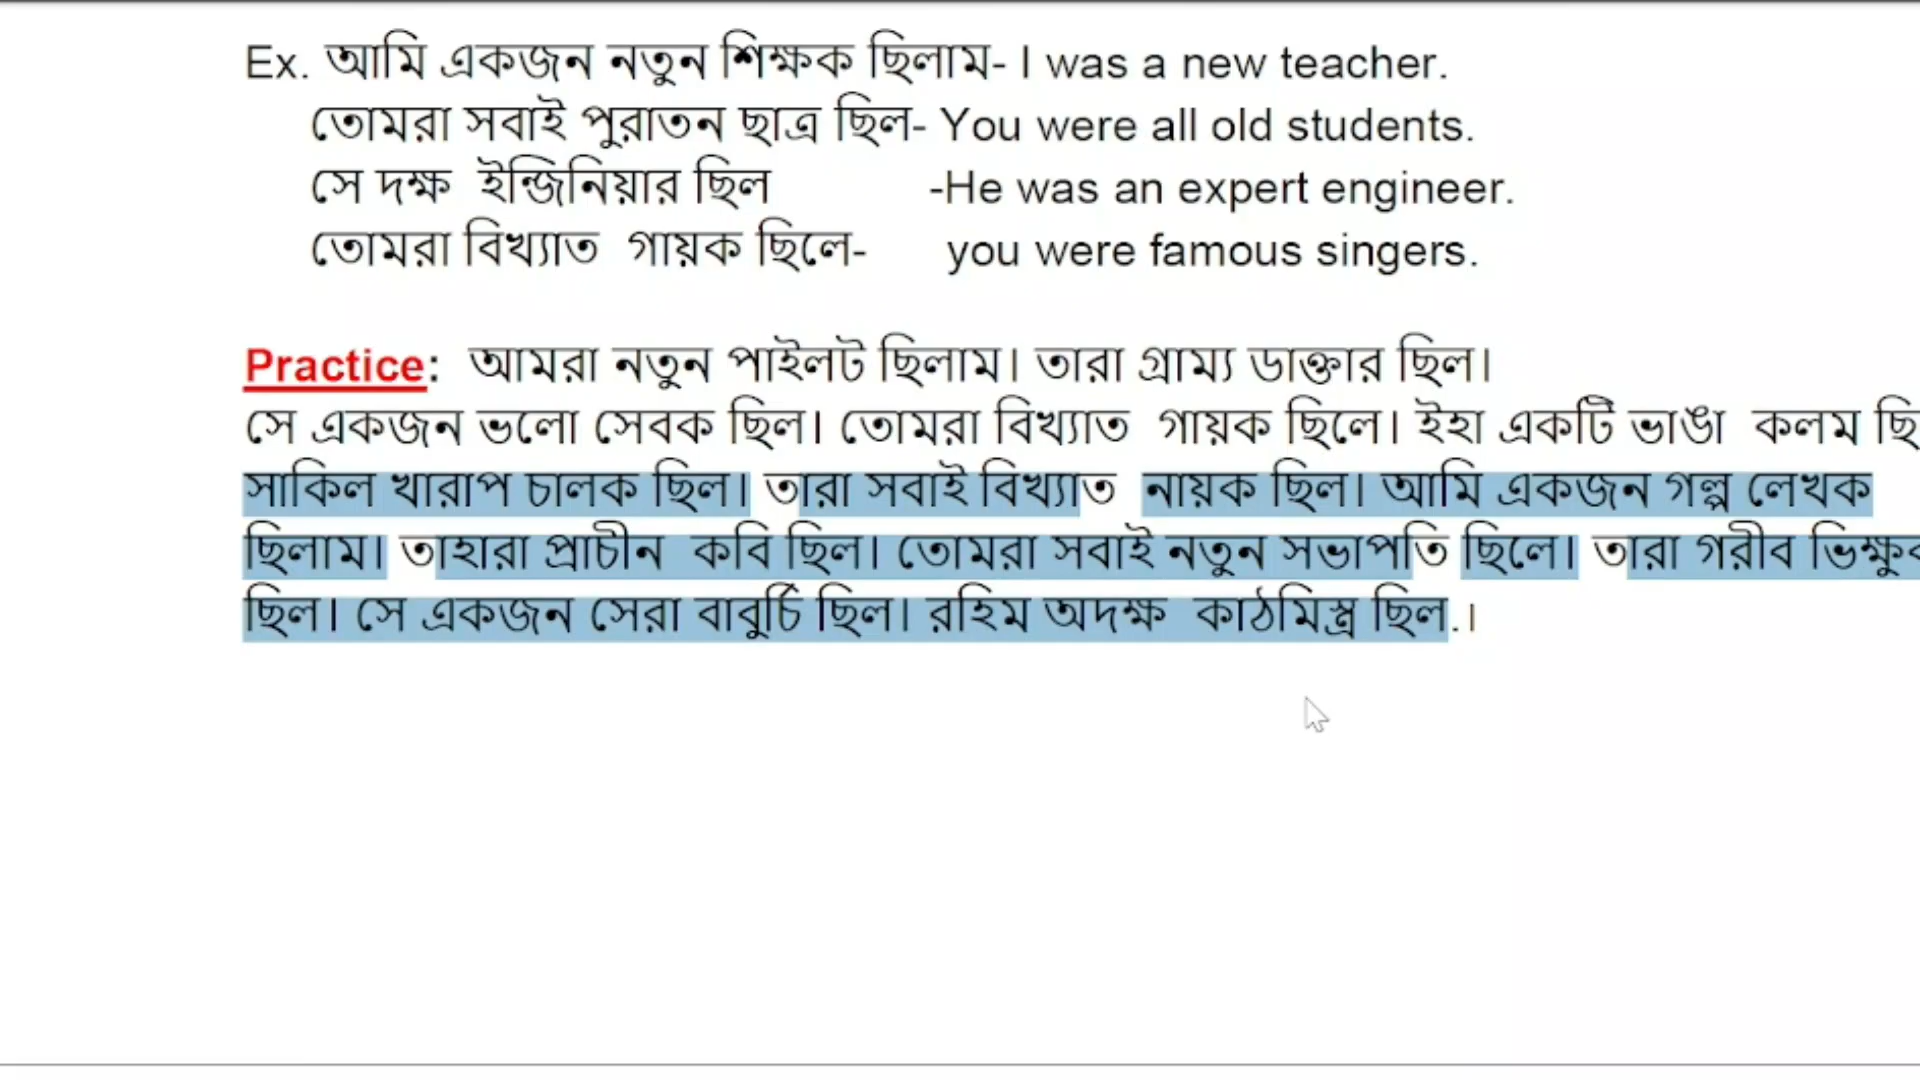 Ex. আমি একজন নতুন শিক্ষক ছিলাম- I was a new teacher.
তোমরা সবাই পুরাতন ছাত্র ছিল- You were all old students.
সে দক্ষ ইন্জিনিয়ার ছিল -He was an expert engineer.
তোমরা বিখ্যাত গায়ক ছিলে- you were famous singers.
Practice: আমরা নতুন পাইলট ছিলাম। তারা গ্রাম্য ডাক্তার ছিল।
সে একজন ভলো সেবক ছিল। তোমরা বিখ্যাত গায়ক ছিলে। ইহা একটি ভাঙা কলম ছি
সাকিল খারাপ চালক ছিল। তারা সবাই বিখ্যাত নায়ক ছিল। আমি একজন গল্প লেখক
ছিলাম। তাহারা প্রাচীন কবি ছিল। তোমরা সবাই নতুন সভাপতি ছিলে। তারা গরীব ভিক্ষুক
ছিল। সে একজন সেরা বাবুর্চি ছিল। রহিম অদক্ষ কাঠমিস্ত্র ছিল.।